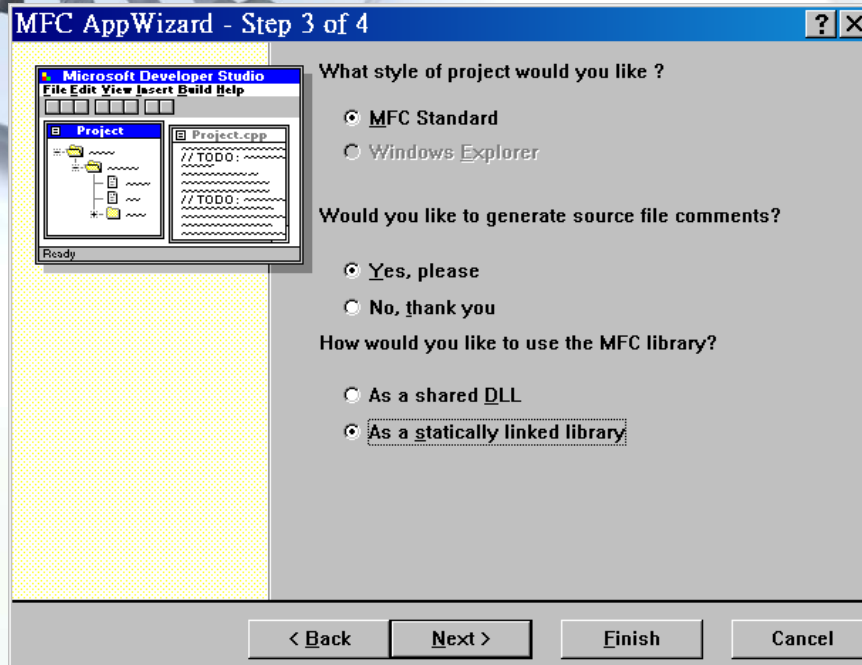 MFC AppWizard - Step 3 of 4
Microsoft Developer Studio
File Edit View Insert Build Help
Project
Project.cpp
// TODO:
// TODO:
Ready
What style of project would you like ?
MFC Standard
Windows Explorer
Would you like to generate source file comments?
Yes, please
No, thank you
How would you like to use the MFC library?
As a shared DLL
As a statically linked library
< Back
Next >
Finish
Cancel